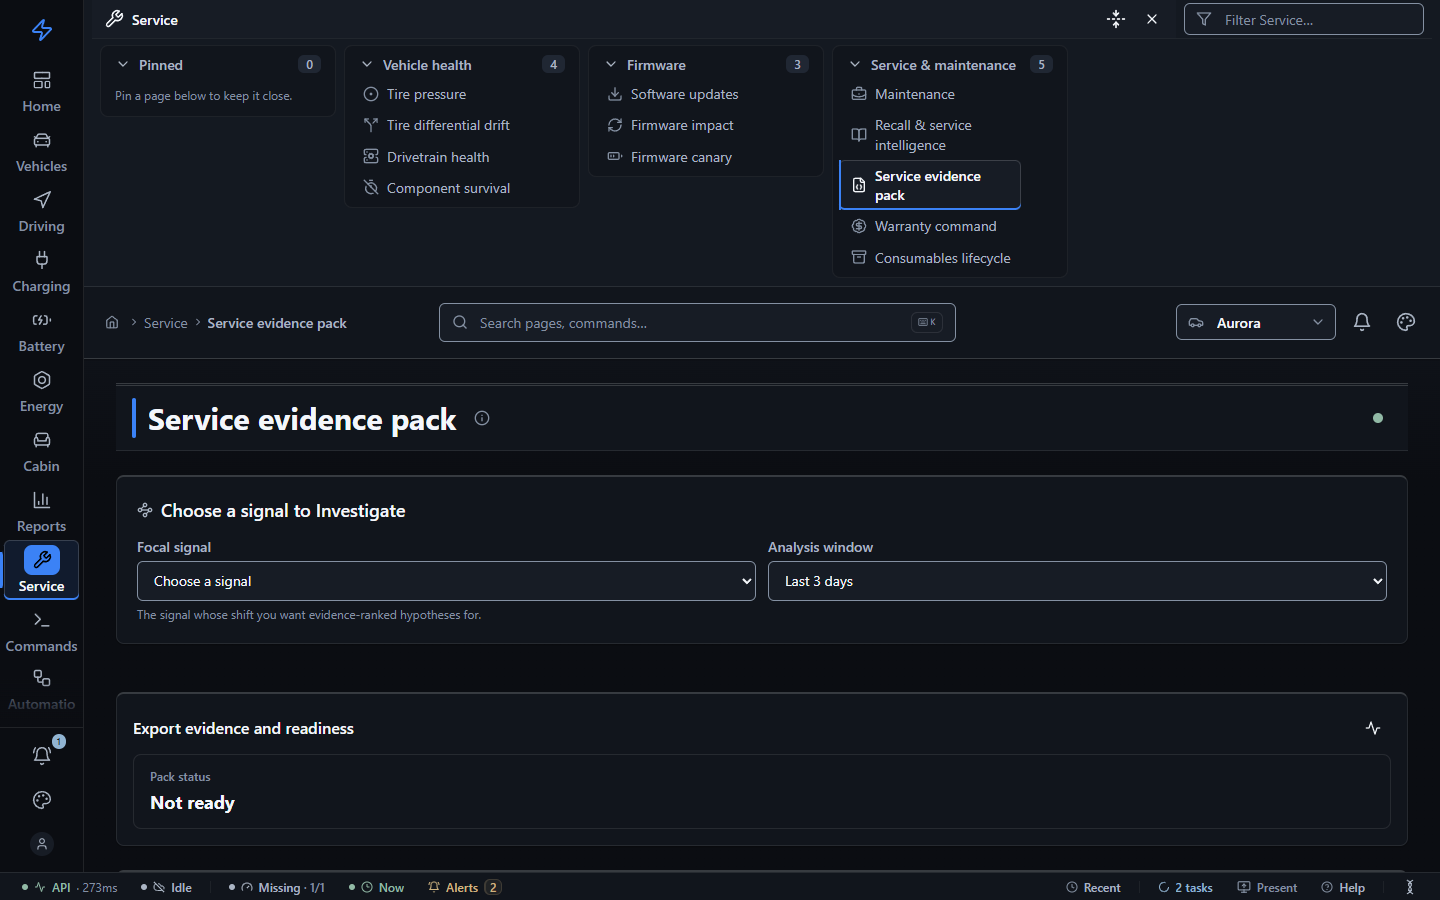 Service
Filter Service...
Pinned 0
Pin a page below to keep it close.
Vehicle health 4
Tire pressure
Tire differential drift
Drivetrain health
Component survival
Firmware 3
Software updates
Firmware impact
Firmware canary
Service & maintenance 5
Maintenance
Recall & service
intelligence
Service evidence
pack
Warranty command
Consumables lifecycle
Home
Vehicles
Driving
Charging
Battery
Energy
Cabin
Reports
Service
Commands
Automatio
1
Service Service evidence pack
Search pages, commands...
K
Aurora
Service evidence pack
Choose a signal to Investigate
Focal signal
Choose a signal
The signal whose shift you want evidence-ranked hypotheses for.
Analysis window
Last 3 days
Export evidence and readiness
Pack status
Not ready
API · 273ms
Idle
Missing · 1/1
Now
Alerts 2
Recent
2 tasks
Present
Help